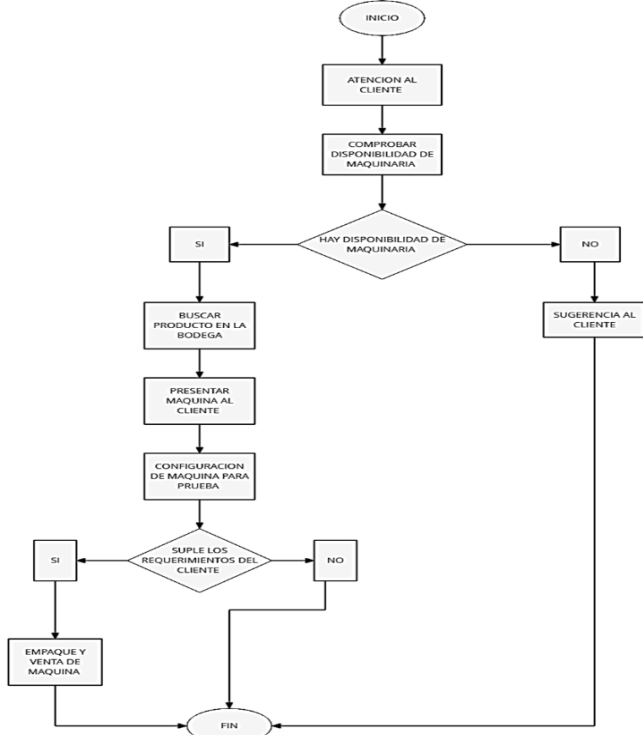 INICIO
ATENCION AL
CLIENTE
COMPROBAR
DISPONIBILIDAD DE
MAQUINARIA
SI
HAY DISPONIBILIDAD DE
MAQUINARIA
NO
BUSCAR
PRODUCTO EN LA
BODEGA
SUGERENCIA AL
CLIENTE
PRESENTAR
MAQUINA AL
CLIENTE
CONFIGURACION
DE MAQUINA PARA
PRUEBA
SI
SUPLE LOS
REQUERIMIENTOS DEL
CLIENTE
NO
EMPAQUE Y
VENTA DE
MAQUINA
FIN